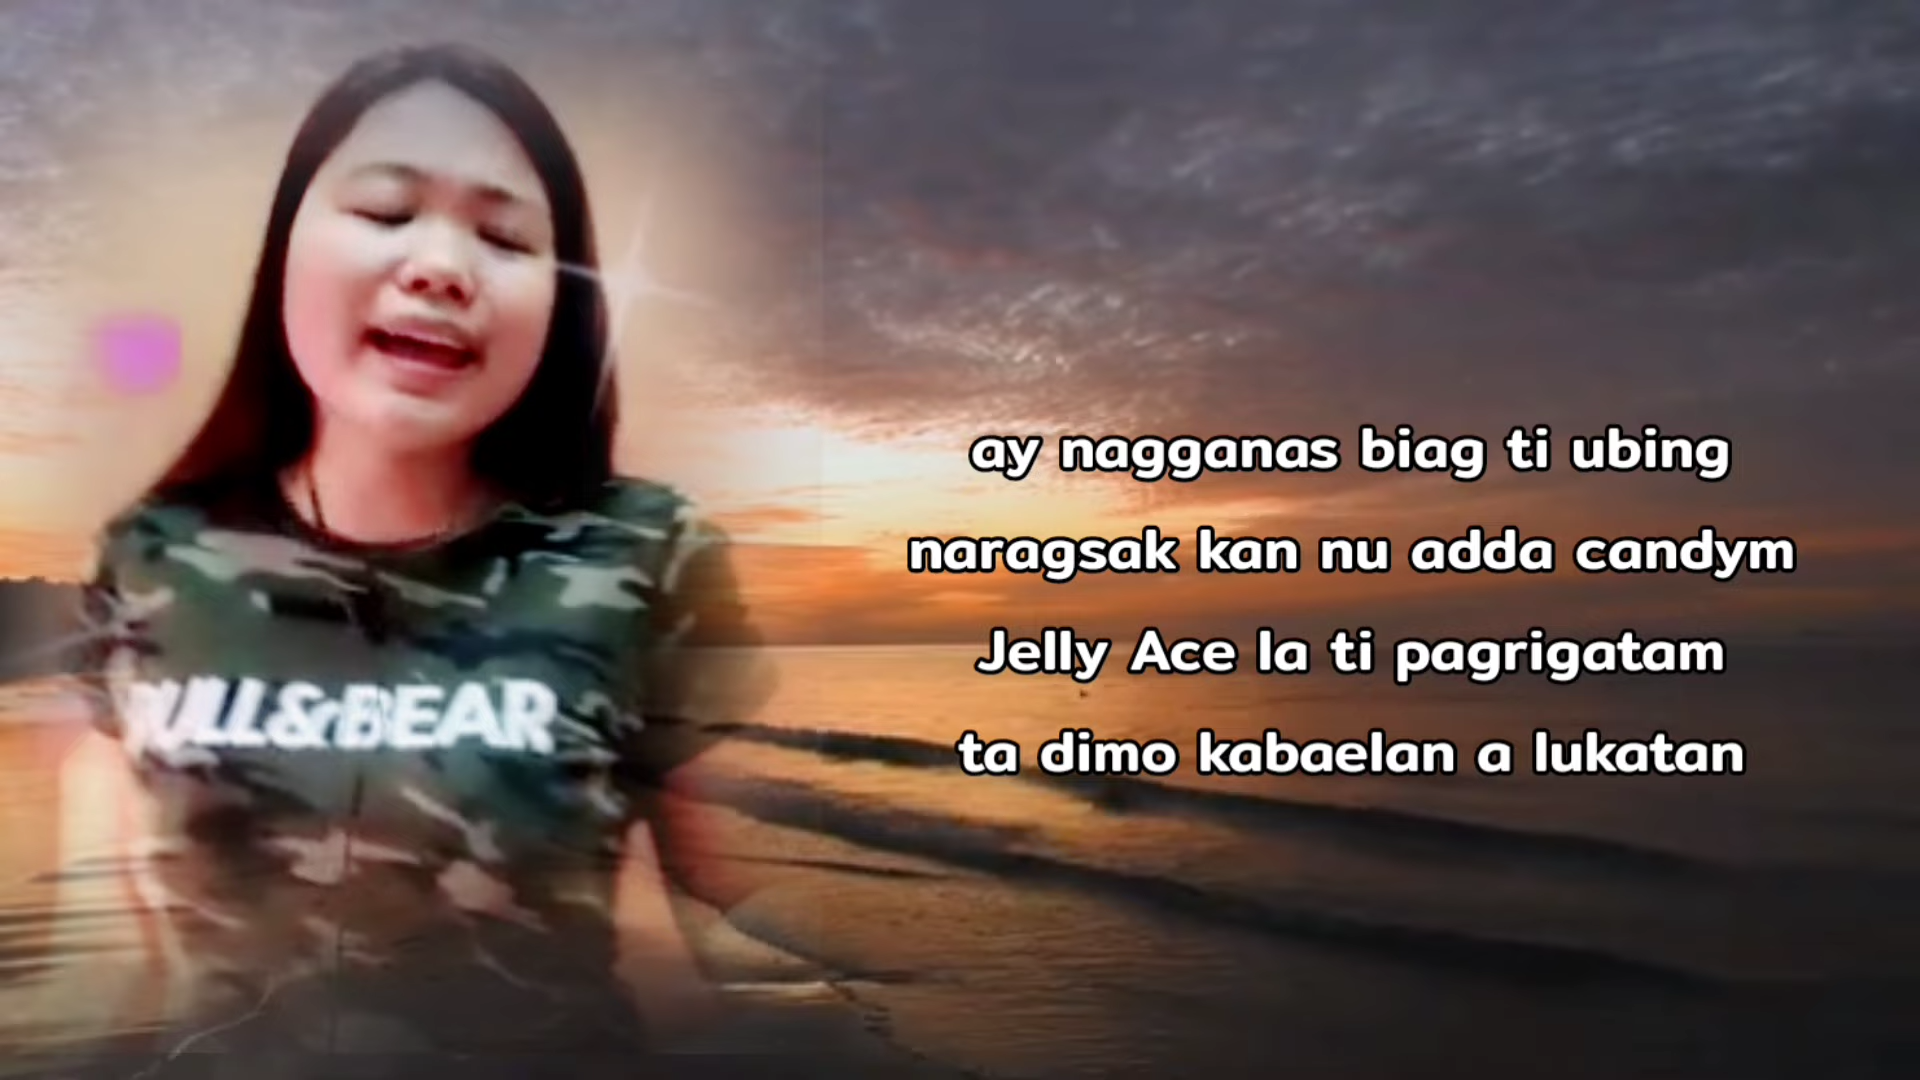 ay nagganas biag ti ubing
naragsak kan nu adda candym
Jelly Ace la ti pagrigatam
ta dimo kabaelan a lukatan
PULL&BEAR